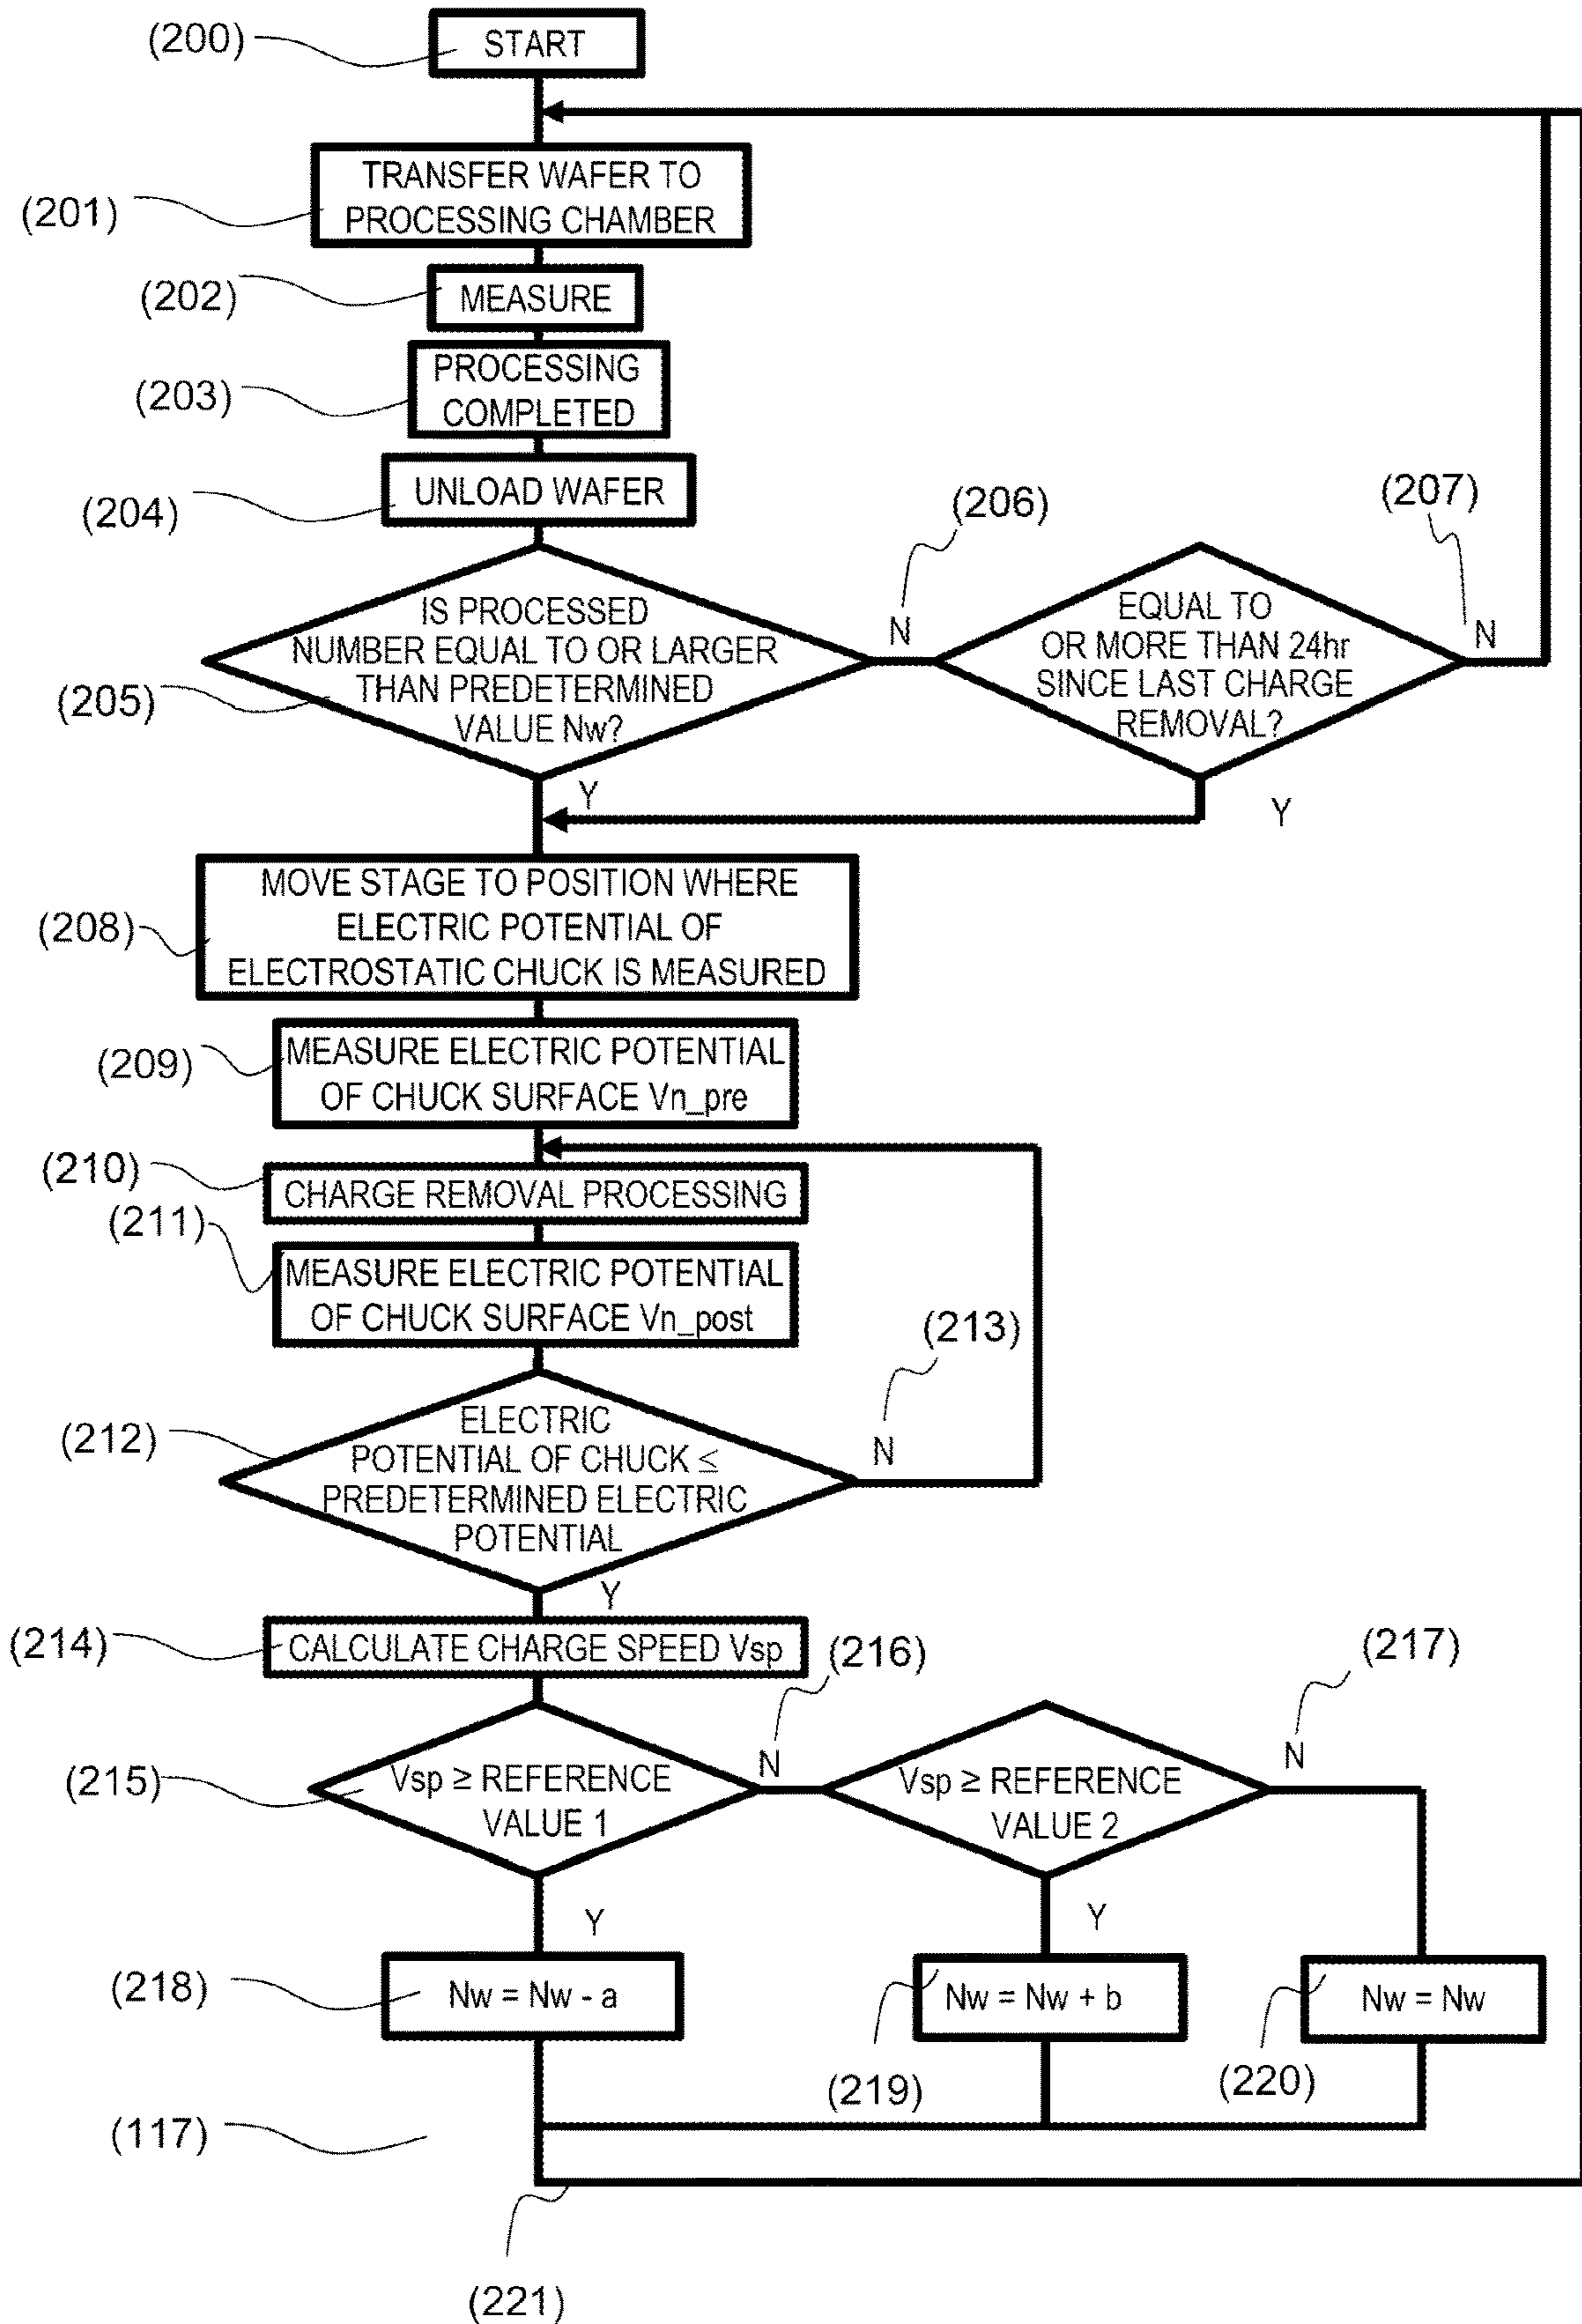 (200)
START
(201)
TRANSFER WAFER TO
PROCESSING CHAMBER
(202)
MEASURE
(203)
PROCESSING
COMPLETED
(204)
UNLOAD WAFER
(205)
IS PROCESSED
NUMBER EQUAL TO OR LARGER
THAN PREDETERMINED
VALUE Nw?
(206)
N
Y
EQUAL TO
OR MORE THAN 24hr
SINCE LAST CHARGE
REMOVAL?
(207)
N
Y
(208)
MOVE STAGE TO POSITION WHERE
ELECTRIC POTENTIAL OF
ELECTROSTATIC CHUCK IS MEASURED
(209)
MEASURE ELECTRIC POTENTIAL
OF CHUCK SURFACE Vn_pre
(210)
CHARGE REMOVAL PROCESSING
(211)
MEASURE ELECTRIC POTENTIAL
OF CHUCK SURFACE Vn_post
(212)
ELECTRIC
POTENTIAL OF CHUCK ≤
PREDETERMINED ELECTRIC
POTENTIAL
(213)
N
Y
(214)
CALCULATE CHARGE SPEED Vsp
(215)
Vsp ≥ REFERENCE
VALUE 1
(216)
N
Y
Vsp ≥ REFERENCE
VALUE 2
(217)
N
Y
(218)
Nw = Nw - a
Nw = Nw + b
(219)
Nw = Nw
(220)
(117)
(221)